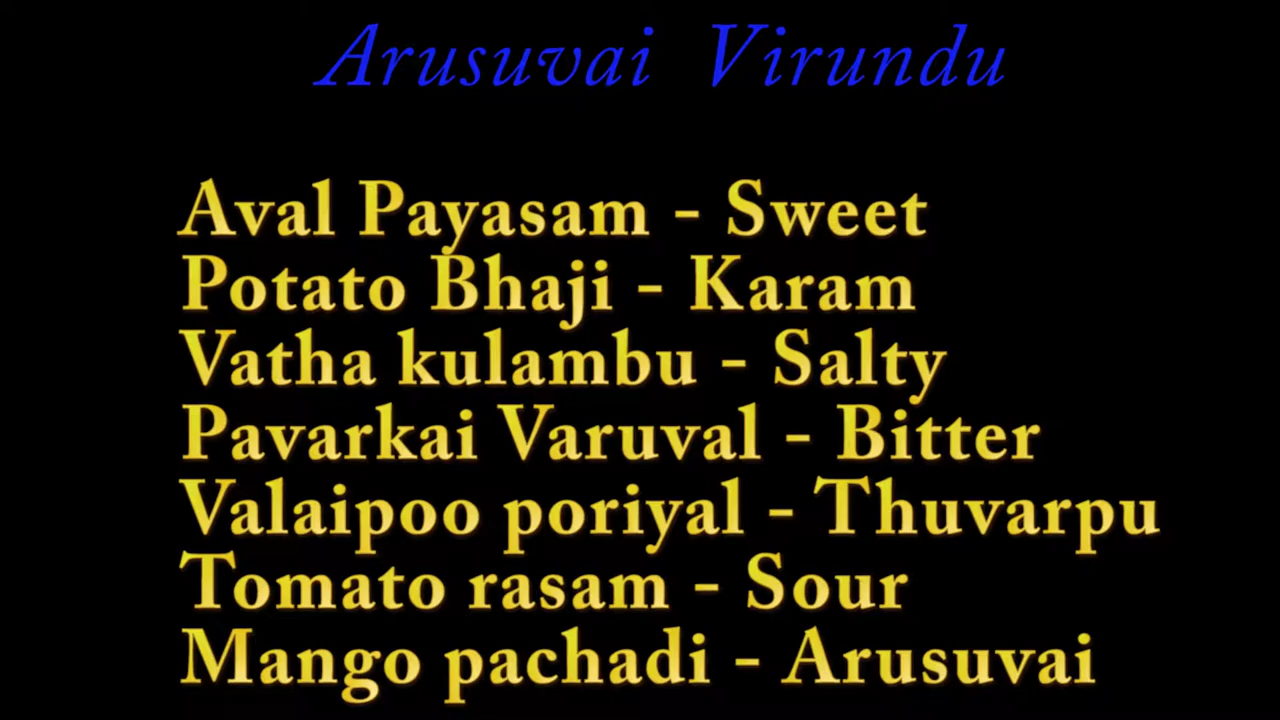 Arusuvai Virundu
Aval Payasam - Sweet
Potato Bhaji - Karam
Vatha kulambu - Salty
Pavarkai Varuval - Bitter
Valaipoo poriyal - Thuvarpu
Tomato rasam - Sour
Mango pachadi - Arusuvai